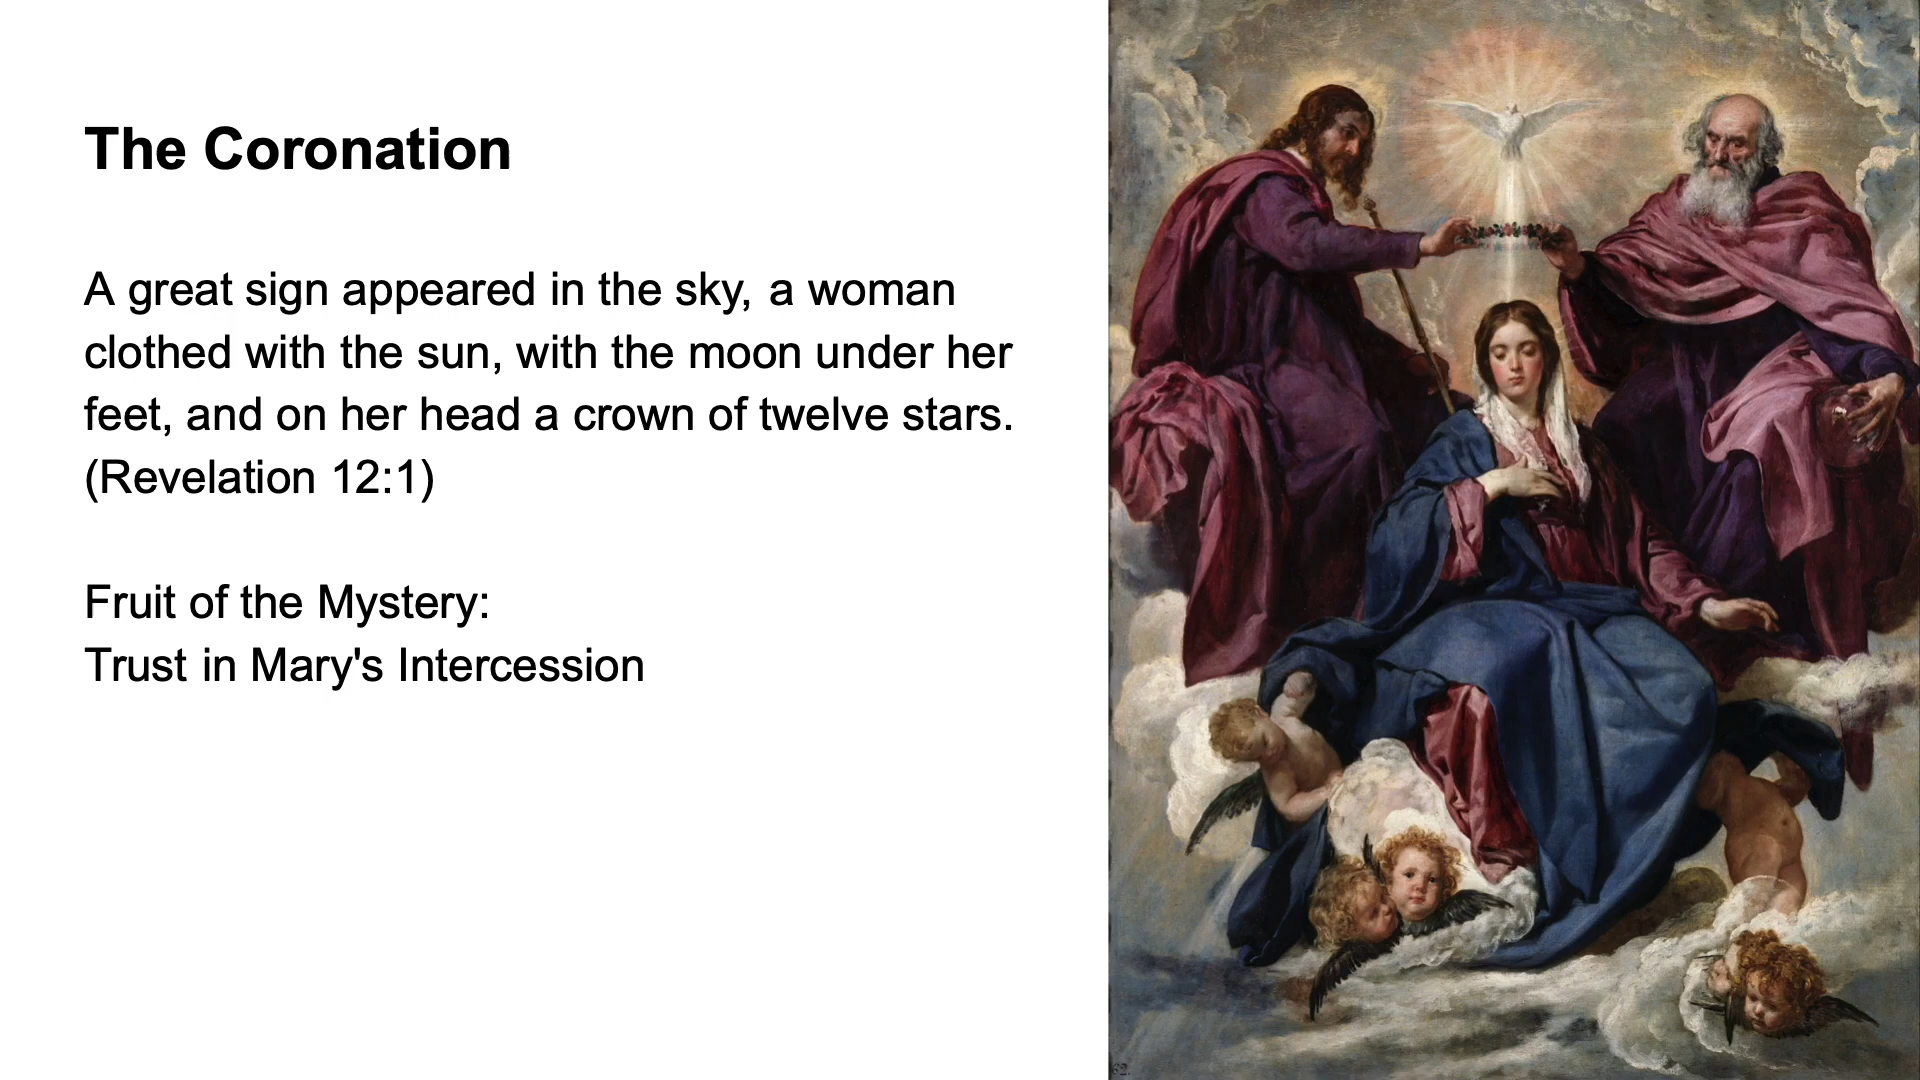 The Coronation
A great sign appeared in the sky, a woman
clothed with the sun, with the moon under her
feet, and on her head a crown of twelve stars.
(Revelation 12:1)
Fruit of the Mystery:
Trust in Mary's Intercession
62.